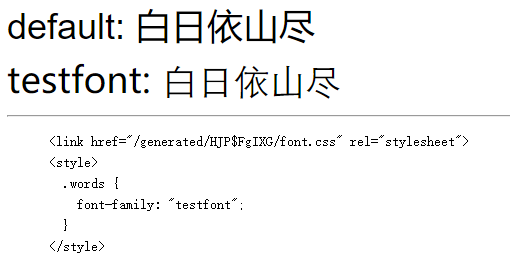 default: 白日依山尽
testfont: 白日依山尽
<link href="/generated/HJP$FgIXG/font.css" rel="stylesheet">
<style>
  .words {
    font-family: "testfont";
  }
</style>